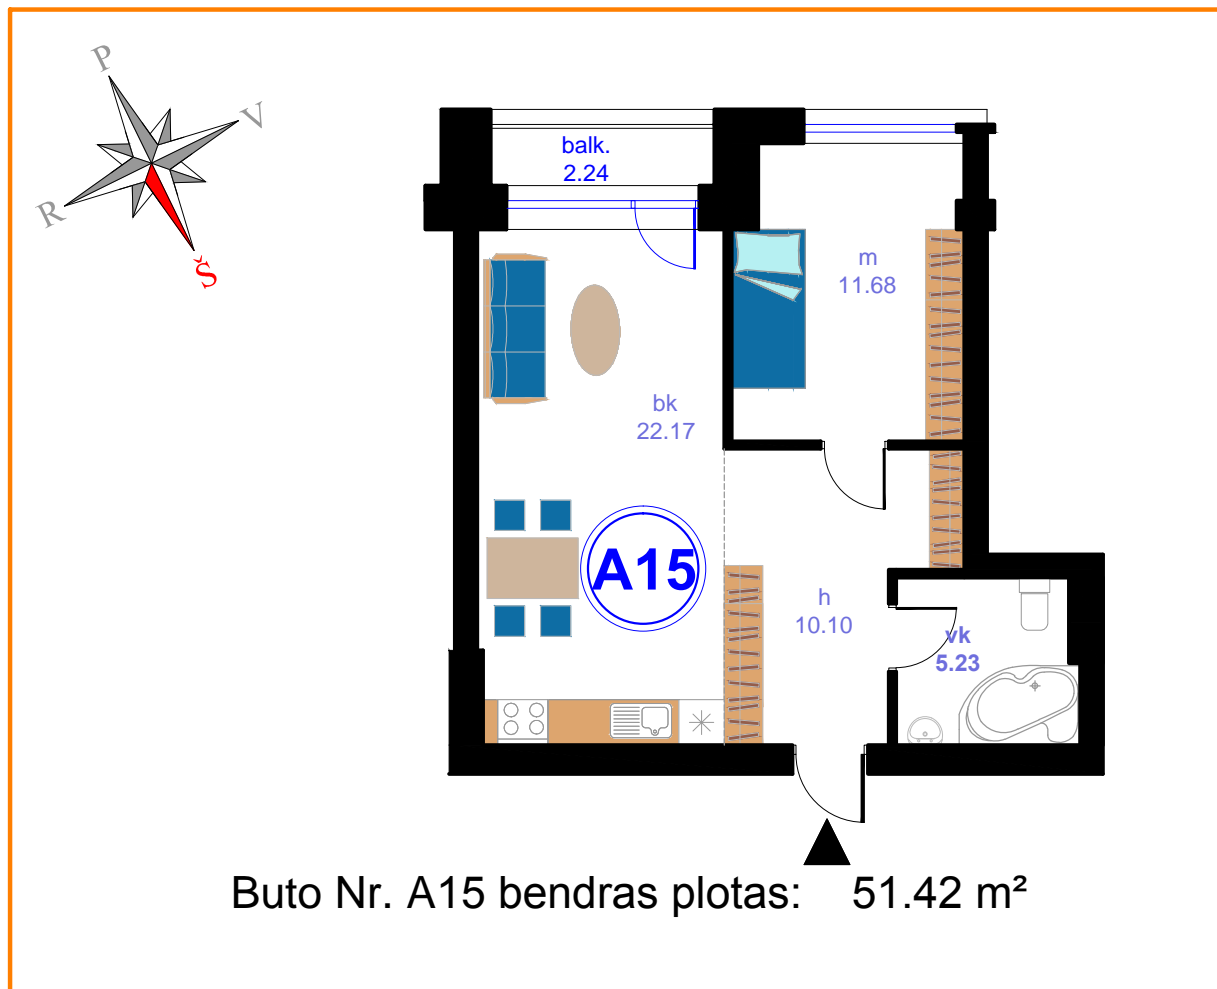 P
V
R
Š
balk.
2.24
m
11.68
bk
22.17
A15
h
10.10
vk
5.23
Buto Nr. A15 bendras plotas: 51.42 m²